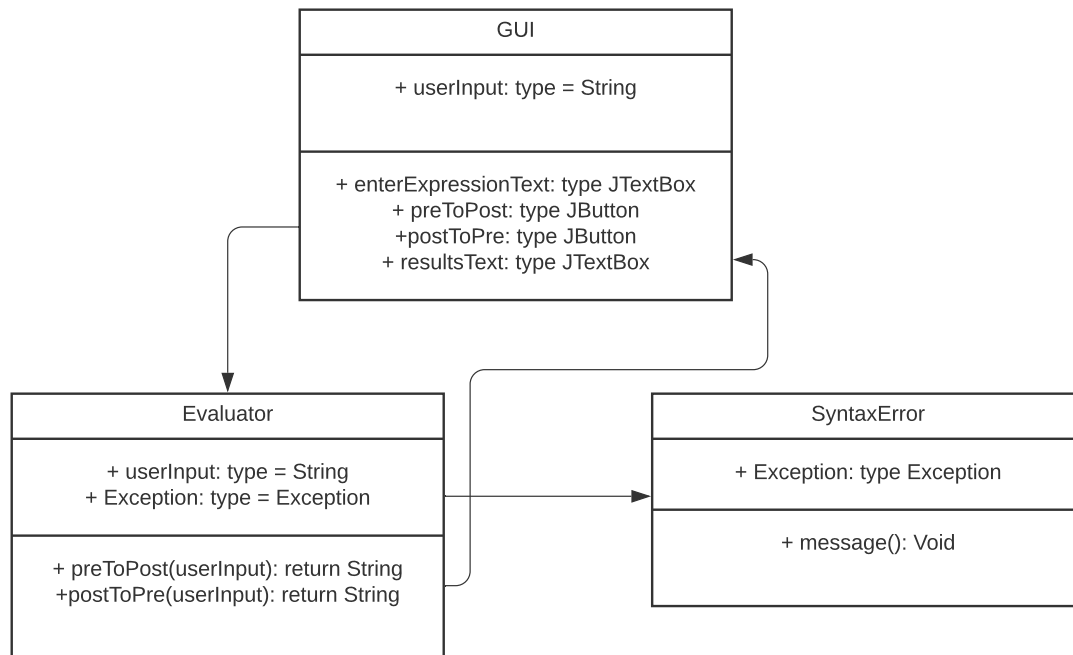 GUI
+ userInput: type = String
+ enterExpressionText: type JTextBox
+ preToPost: type JButton
+postToPre: type JButton
+ resultsText: type JTextBox
Evaluator
+ userInput: type = String
+ Exception: type = Exception
+ preToPost(userInput): return String
+postToPre(userInput): return String
SyntaxError
+ Exception: type Exception
+ message(): Void